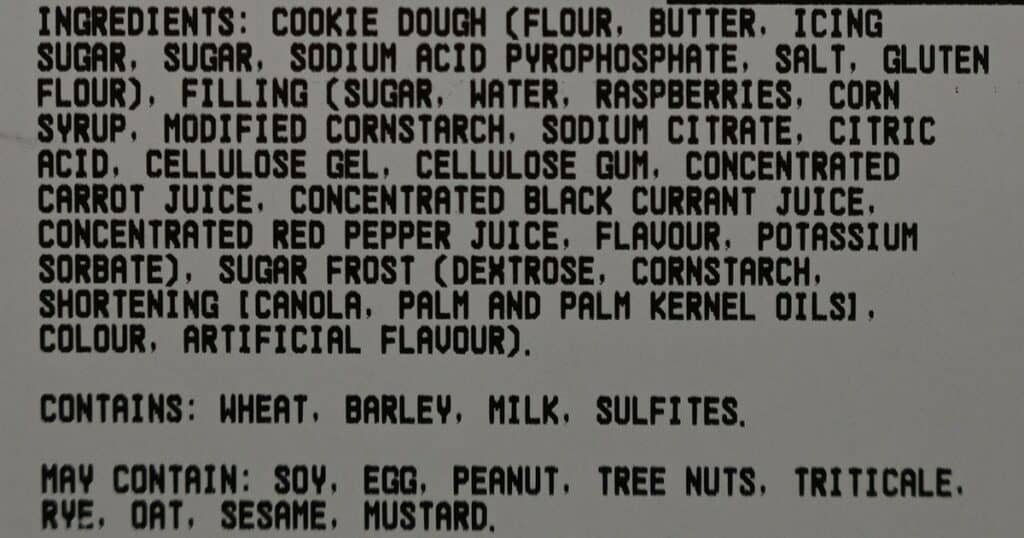 INGREDIENTS: COOKIE DOUGH (FLOUR, BUTTER, ICING
SUGAR, SUGAR, SODIUM ACID PYROPHOSPHATE, SALT, GLUTEN
FLOUR), FILLING (SUGAR, WATER, RASPBERRIES, CORN
SYRUP, MODIFIED CORNSTARCH, SODIUM CITRATE, CITRIC
ACID, CELLULOSE GEL, CELLULOSE GUM, CONCENTRATED
CARROT JUICE, CONCENTRATED BLACK CURRANT JUICE,
CONCENTRATED RED PEPPER JUICE, FLAVOUR, POTASSIUM
SORBATE), SUGAR FROST (DEXTROSE, CORNSTARCH,
SHORTENING [CANOLA, PALM AND PALM KERNEL OILS],
COLOUR, ARTIFICIAL FLAVOUR).
CONTAINS: WHEAT, BARLEY, MILK, SULFITES.
MAY CONTAIN: SOY, EGG, PEANUT, TREE NUTS, TRITICALE,
RYE, OAT, SESAME, MUSTARD.